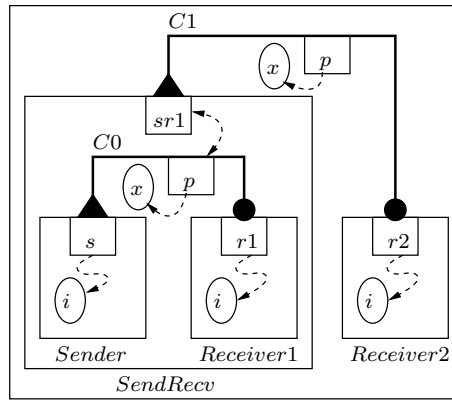 C1
x
p
sr1
C0
x
p
s
r1
r2
i
i
i
Sender
Receiver1
Receiver2
SendRecv